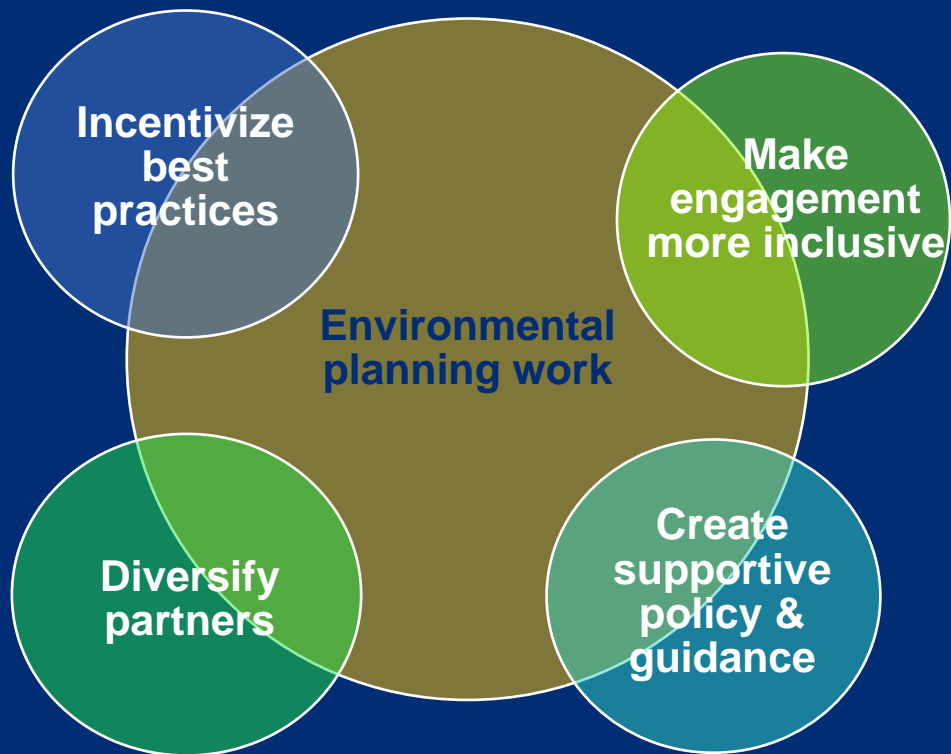 Incentivize
best
practices
Make
engagement
more inclusive
Environmental
planning work
Diversify
partners
Create
supportive
policy &
guidance